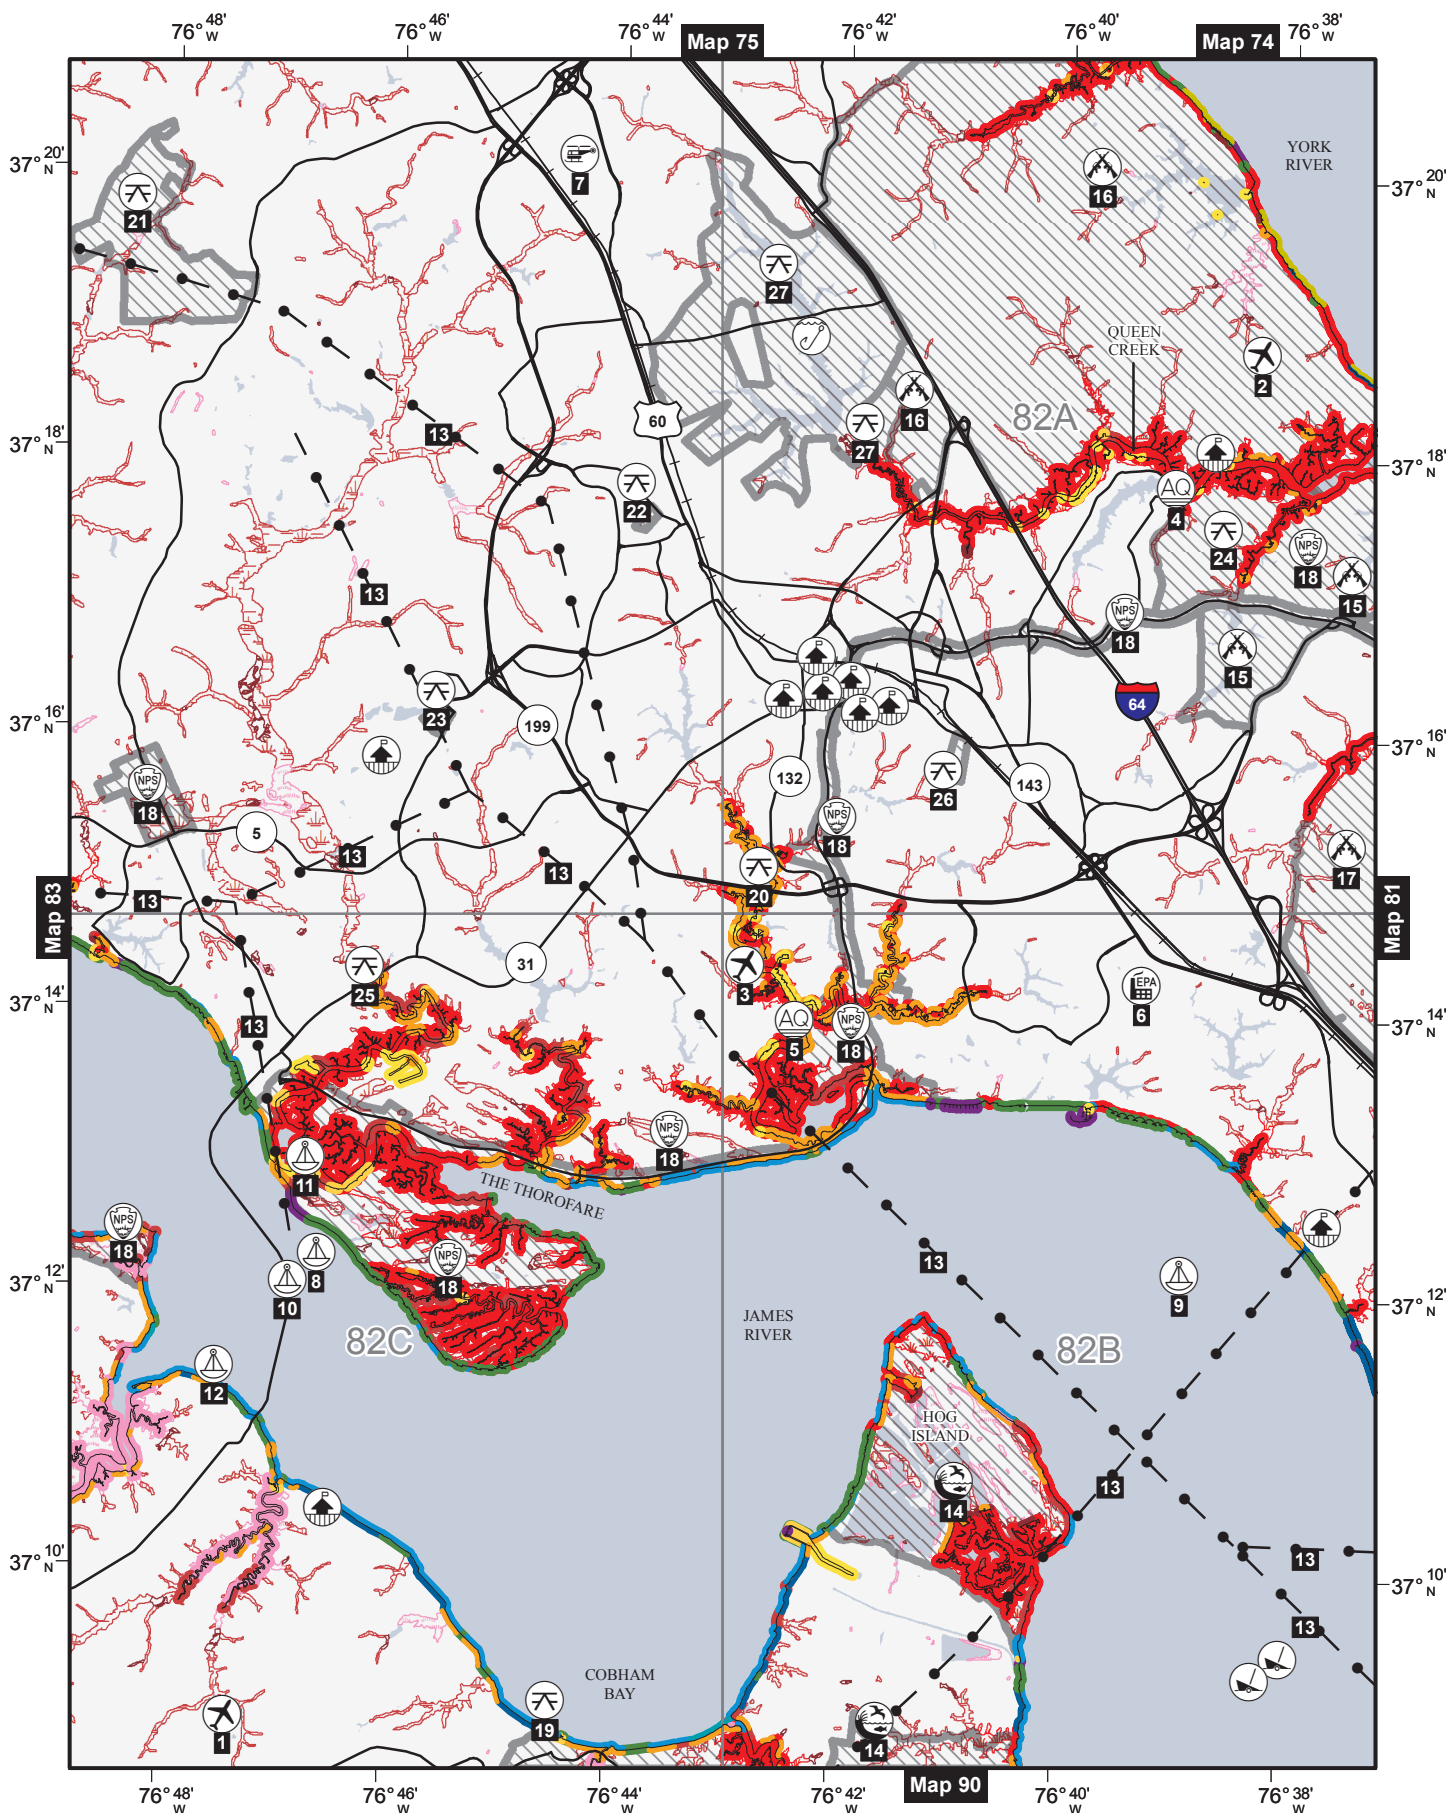 76° 48' W
76° 46' W
76° 44' W
Map 75
76° 42' W
76° 40' W
Map 74
76° 38' W
37° 20' N
37° 20' N
YORK
RIVER
7
16
21
27
QUEEN
CREEK
2
60
82A
16
13
27
37° 18' N
37° 18' N
AQ
4
22
24
NPS
18
15
13
NPS
18
15
23
64
37° 16' N
37° 16' N
199
132
143
26
NPS
18
5
NPS
18
13
13
20
17
13
Map 83
Map 81
31
25
3
EPA
6
37° 14' N
37° 14' N
13
AQ
5
NPS
18
NPS
18
11
THE THOROFARE
NPS
18
8
NPS
18
10
13
9
37° 12' N
37° 12' N
JAMES
RIVER
82C
82B
12
HOG
ISLAND
14
13
37° 10' N
37° 10' N
13
13
COBHAM
BAY
19
1
14
Map 90
76° 48' W
76° 46' W
76° 44' W
76° 42' W
76° 40' W
76° 38' W